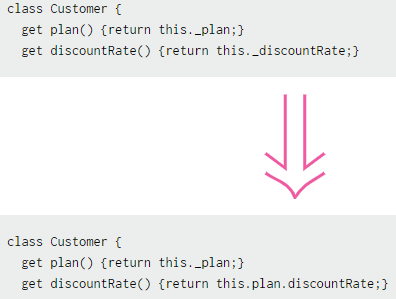 class Customer {
get plan() {return this._plan;}
get discountRate() {return this._discountRate;}
class Customer {
get plan() {return this._plan;}
get discountRate() {return this.plan.discountRate;}